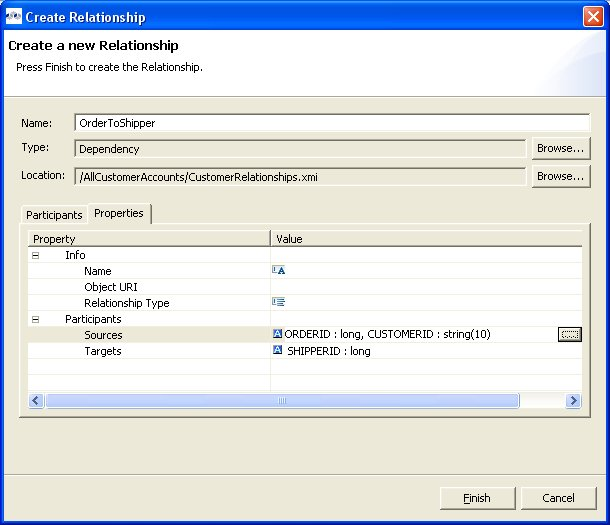 Create Relationship
Create a new Relationship
Press Finish to create the Relationship.
Name: OrderToShipper
Type: Dependency Browse...
Location: /AllCustomerAccounts/CustomerRelationships.xmi Browse...
Participants Properties
Property Value
Info
Name
Object URI
Relationship Type
Participants
Sources ORDERID : long, CUSTOMERID : string(10) ...
Targets SHIPPERID : long
Finish Cancel